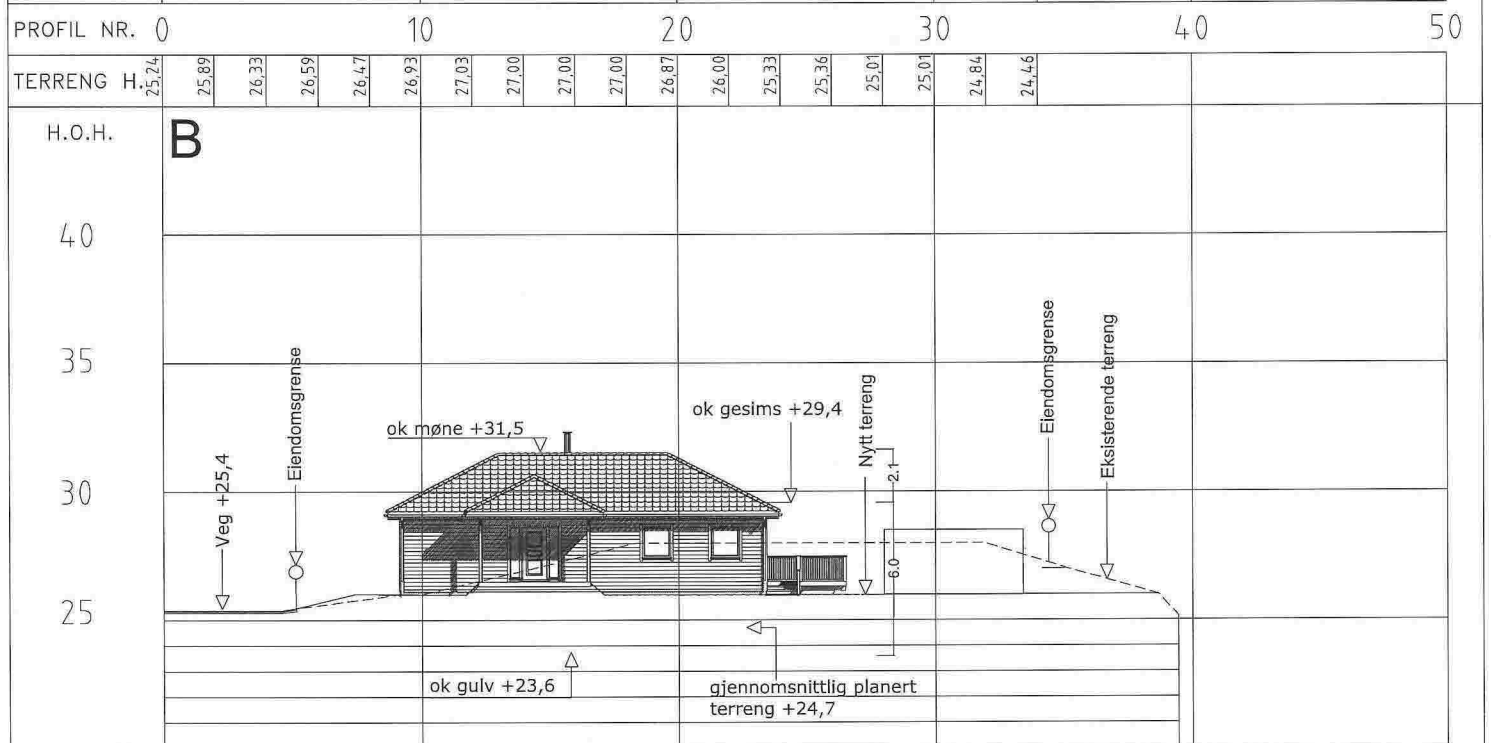 PROFIL NR. 0 10 20 30 40 50
TERRENG H. 25,24 25,89 26,33 26,59 26,47 26,93 27,03 27,00 27,00 27,00 26,87 26,00 25,33 25,36 25,01 25,01 24,84 24,46
H.O.H.
B
40
35
30
25
Veg +25,4
Eiendomsgrense
ok møne +31,5
ok gesims +29,4
Nytt terreng
2.1
6.0
Eiendomsgrense
Eksisterende terreng
ok gulv +23,6
gjennomsnittlig planert
terreng +24,7